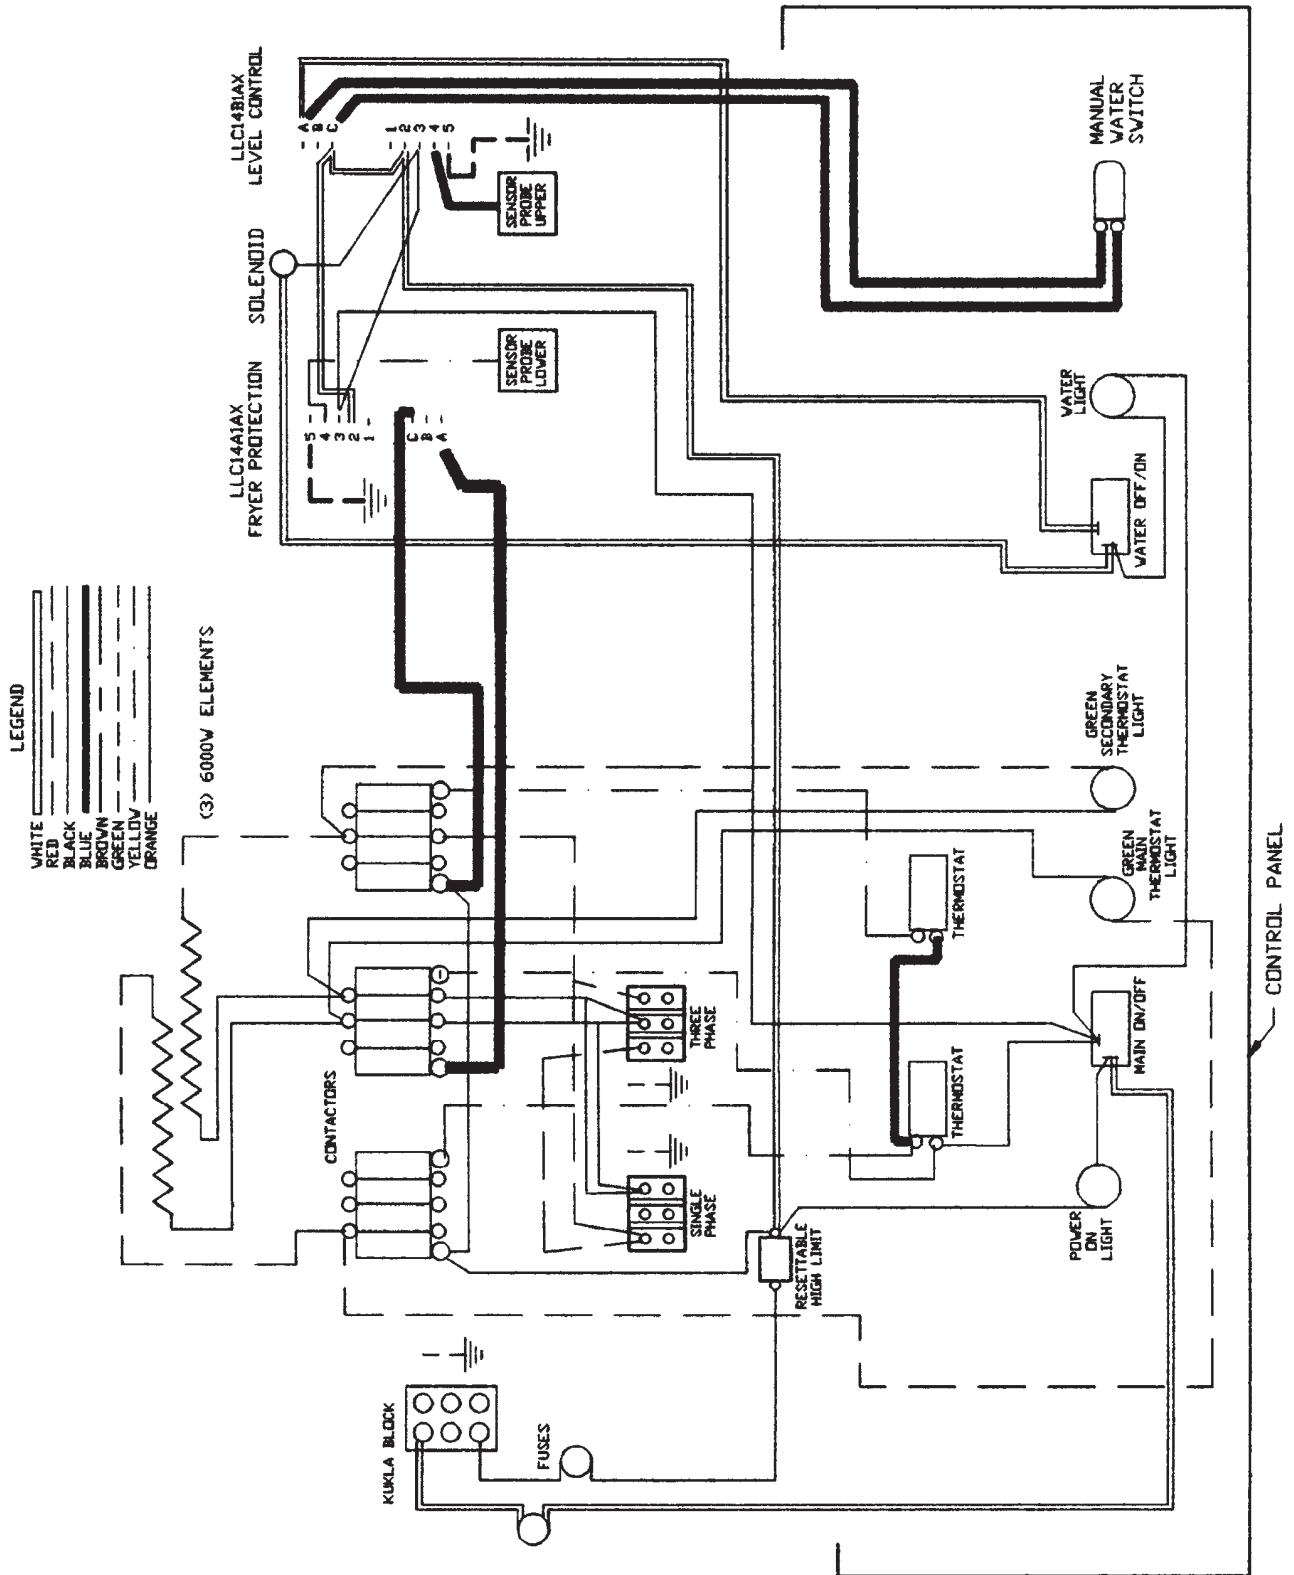 LEGEND
WHITE
RED
BLACK
BLUE
BROWN
GREEN
YELLOW
ORANGE
(3) 6000W ELEMENTS
LLC14A1AX
FRYER PROTECTION
SOLENOID
LLC14B1AX
LEVEL CONTROL
5 -
4 -
3 -
2 -
1 -
- C
- B
- A
- A
- B
- C
- 1
- 2
- 3
- 4
- 5
SENSOR
PROBE
LOWER
SENSOR
PROBE
UPPER
CONTACTORS
KUKLA BLOCK
FUSES
SINGLE
PHASE
THREE
PHASE
RESETTABLE
HIGH LIMIT
THERMOSTAT
THERMOSTAT
POWER
ON
LIGHT
MAIN ON/OFF
GREEN
MAIN
THERMOSTAT
LIGHT
GREEN
SECONDARY
THERMOSTAT
LIGHT
WATER OFF/ON
WATER
LIGHT
MANUAL
WATER
SWITCH
CONTROL PANEL